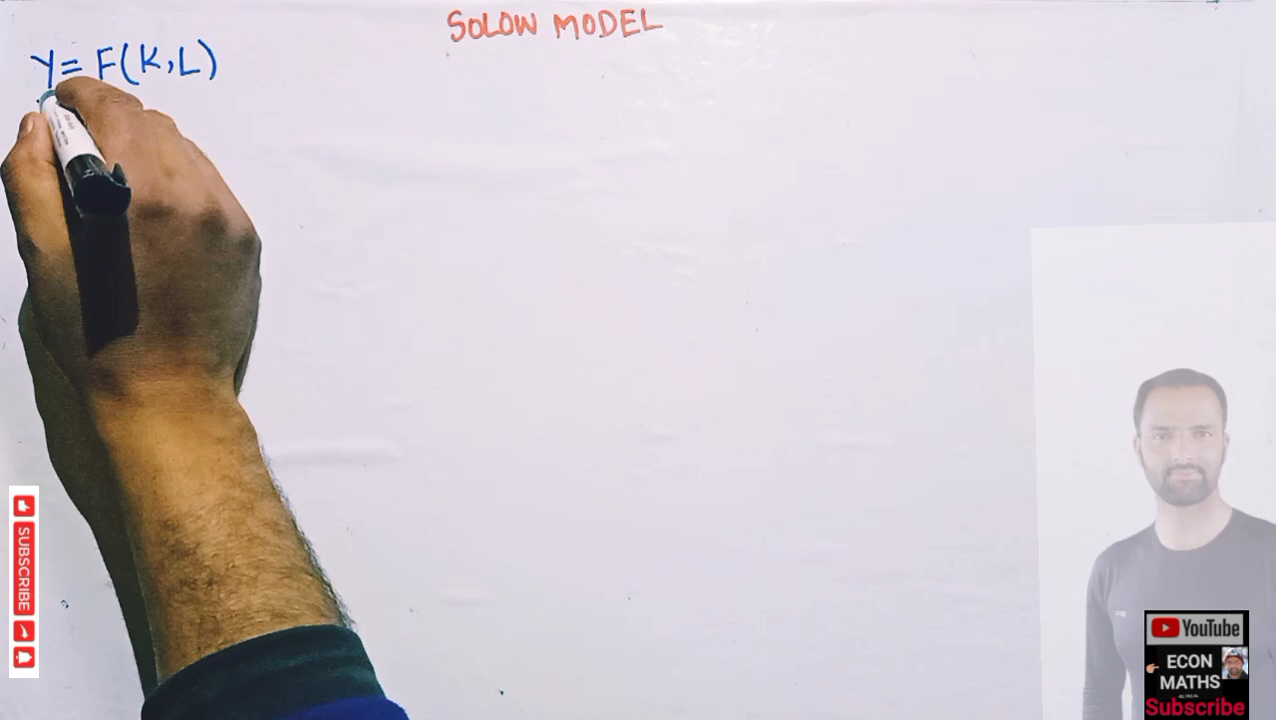 SOLOW MODEL
Y = F(K,L)
SUBSCRIBE
YouTube
ECON
MATHS
Subscribe